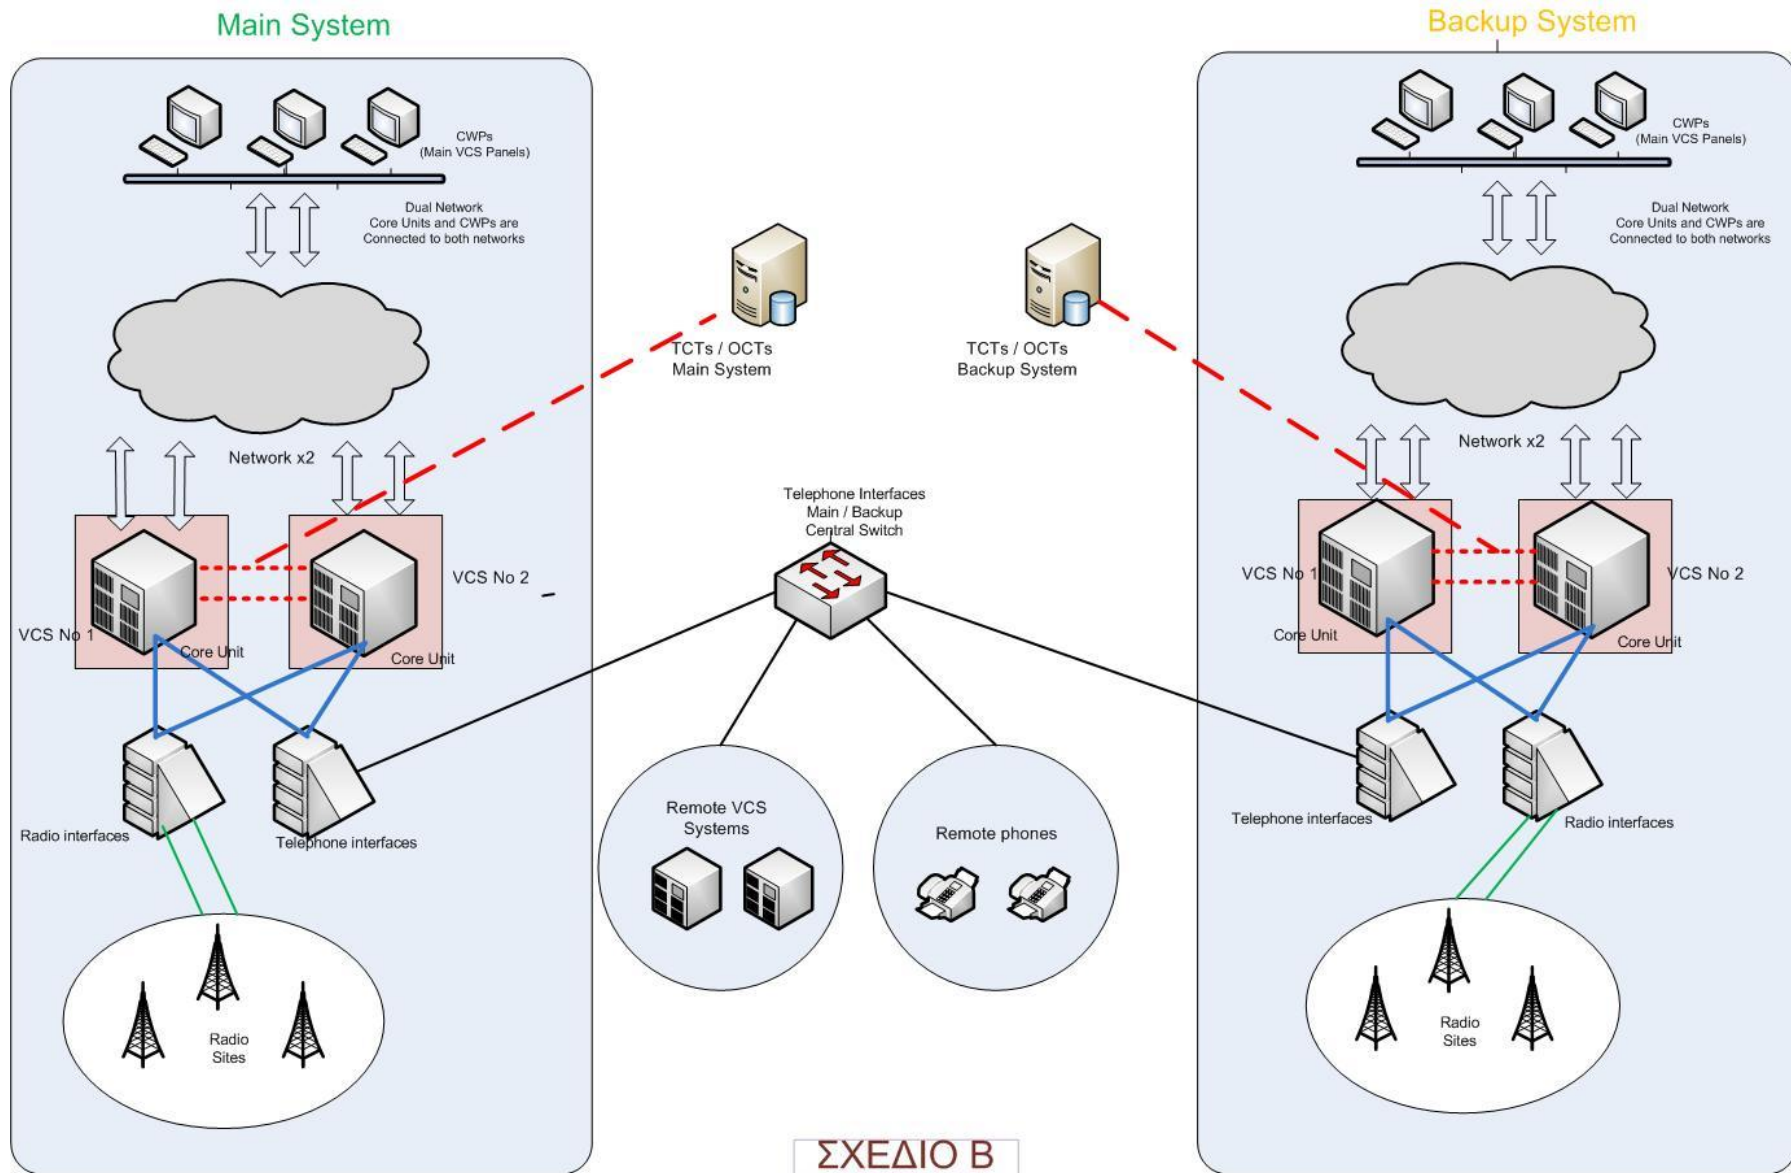 Main System
Backup System
CWPs
(Main VCS Panels)
Dual Network
Core Units and CWPs are
Connected to both networks
Network x2
VCS No 1
Core Unit
VCS No 2
Core Unit
Radio interfaces
Telephone interfaces
Radio
Sites
TCTs / OCTs
Main System
TCTs / OCTs
Backup System
Telephone Interfaces
Main / Backup
Central Switch
Remote VCS
Systems
Remote phones
CWPs
(Main VCS Panels)
Dual Network
Core Units and CWPs are
Connected to both networks
Network x2
VCS No 1
Core Unit
VCS No 2
Core Unit
Telephone interfaces
Radio interfaces
Radio
Sites
ΣΧΕΔΙΟ Β